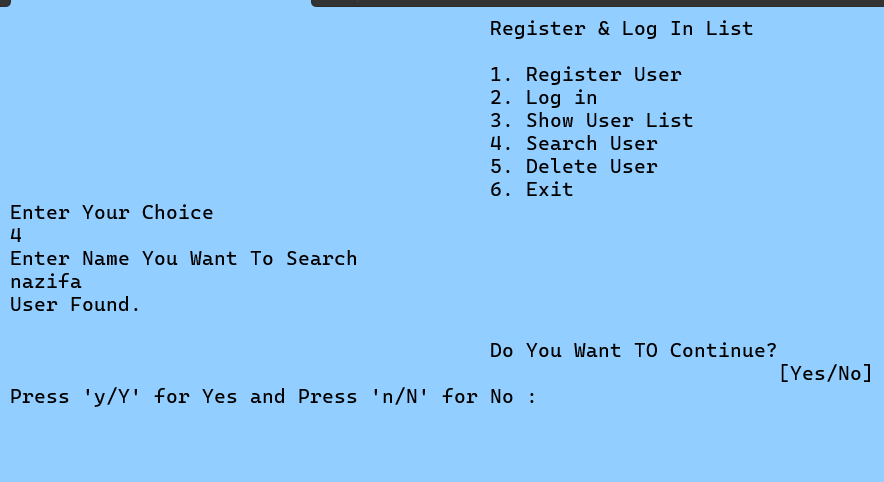 Register & Log In List
1. Register User
2. Log in
3. Show User List
4. Search User
5. Delete User
6. Exit
Enter Your Choice
4
Enter Name You Want To Search
nazifa
User Found.
Do You Want TO Continue?
[Yes/No]
Press 'y/Y' for Yes and Press 'n/N' for No :